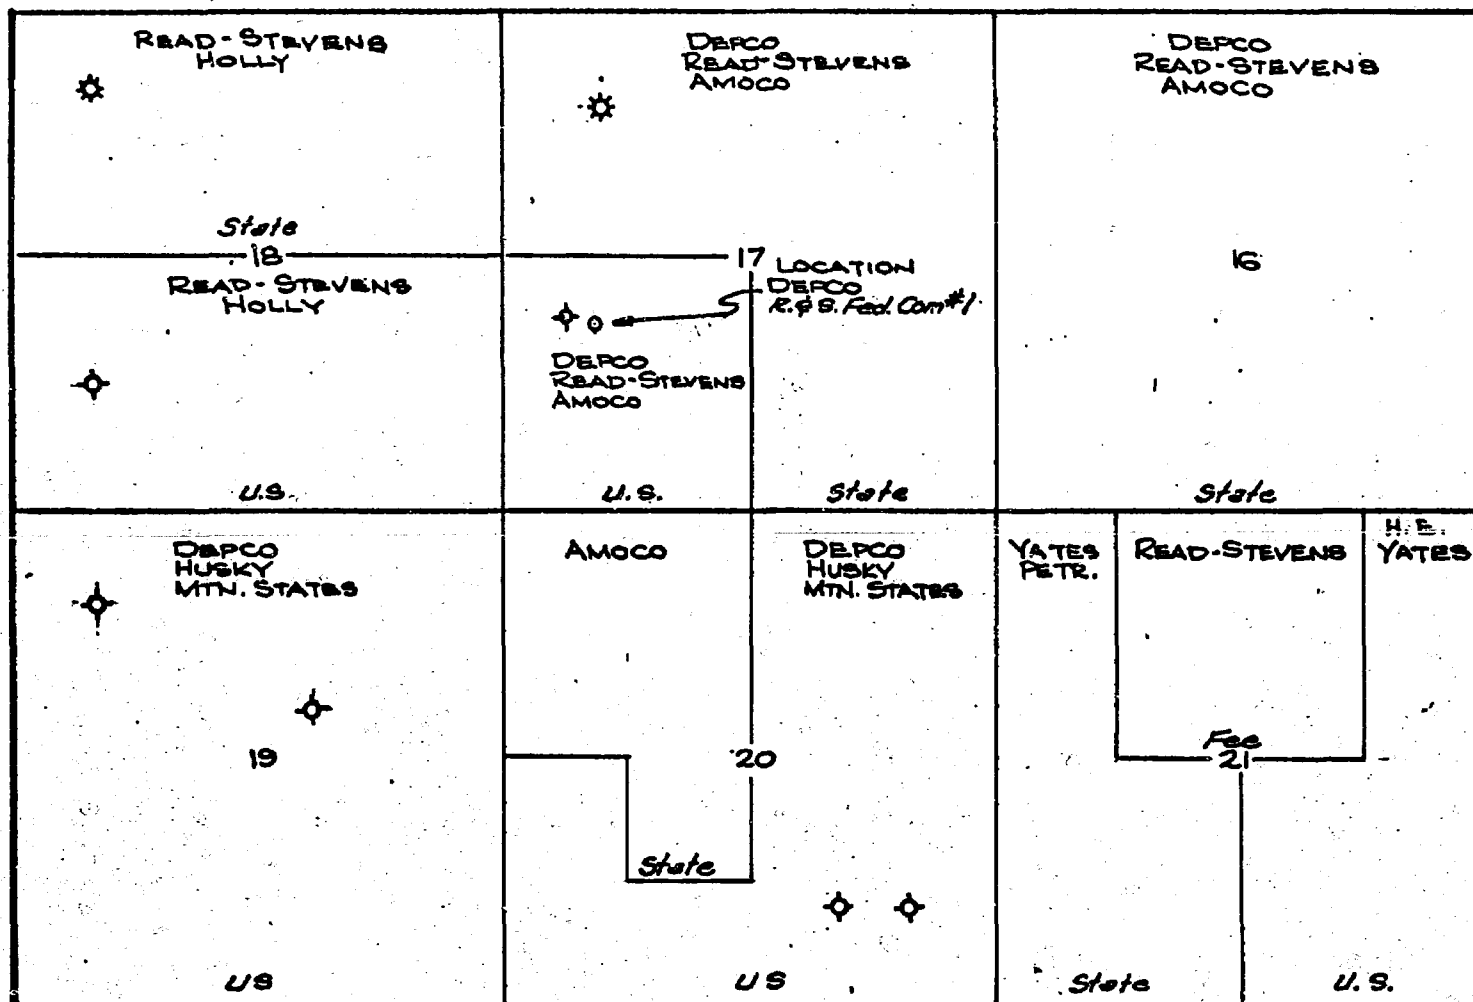 READ-STEVENS
HOLLY
State
18
READ-STEVENS
HOLLY
U.S.
DEPCO
READ-STEVENS
AMOCO
17
LOCATION
DEPCO
R.&S. Fed. Com #1
DEPCO
READ-STEVENS
AMOCO
U.S.
State
DEPCO
READ-STEVENS
AMOCO
16
State
DEPCO
HUSKY
MTN. STATES
19
US
AMOCO
DEPCO
HUSKY
MTN. STATES
20
State
US
YATES
PETR.
READ-STEVENS
H.E.
YATES
Fee
21
State
U.S.